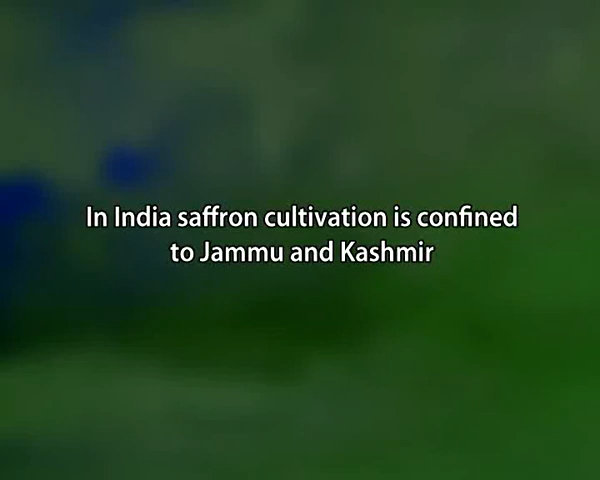 In India saffron cultivation is confined
to Jammu and Kashmir